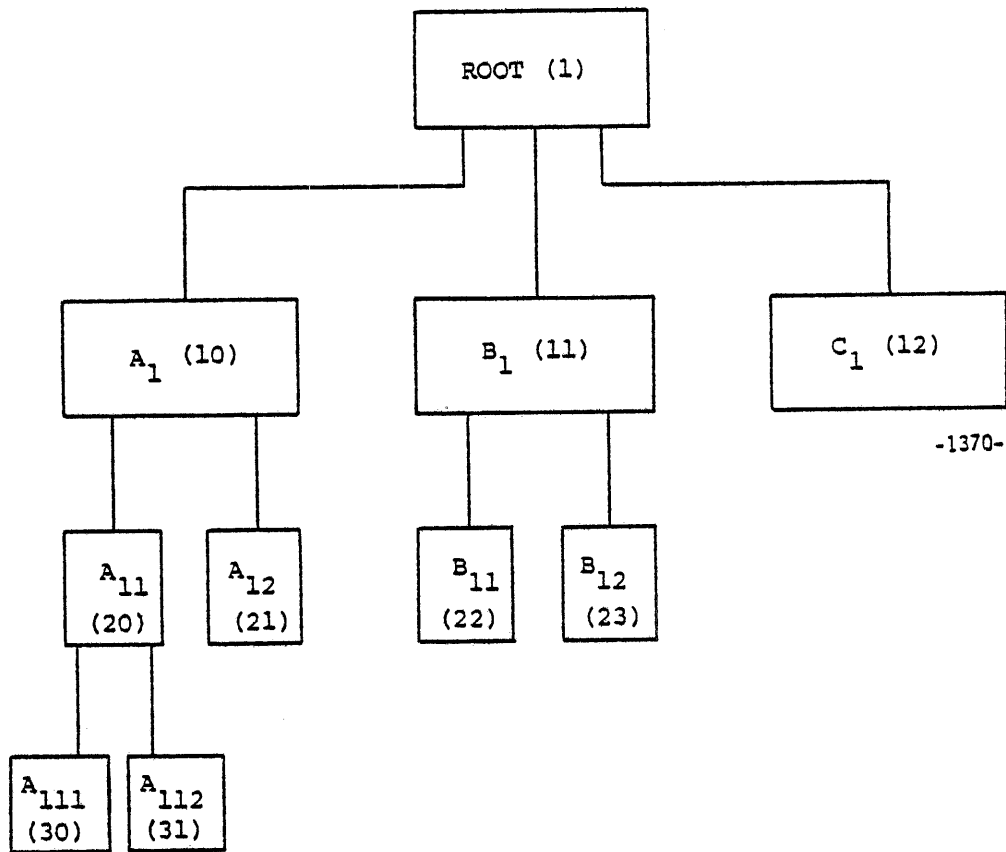 ROOT (1)
A₁ (10)
B₁ (11)
C₁ (12)
-1370-
A₁₁
(20)
A₁₂
(21)
B₁₁
(22)
B₁₂
(23)
A₁₁₁
(30)
A₁₁₂
(31)